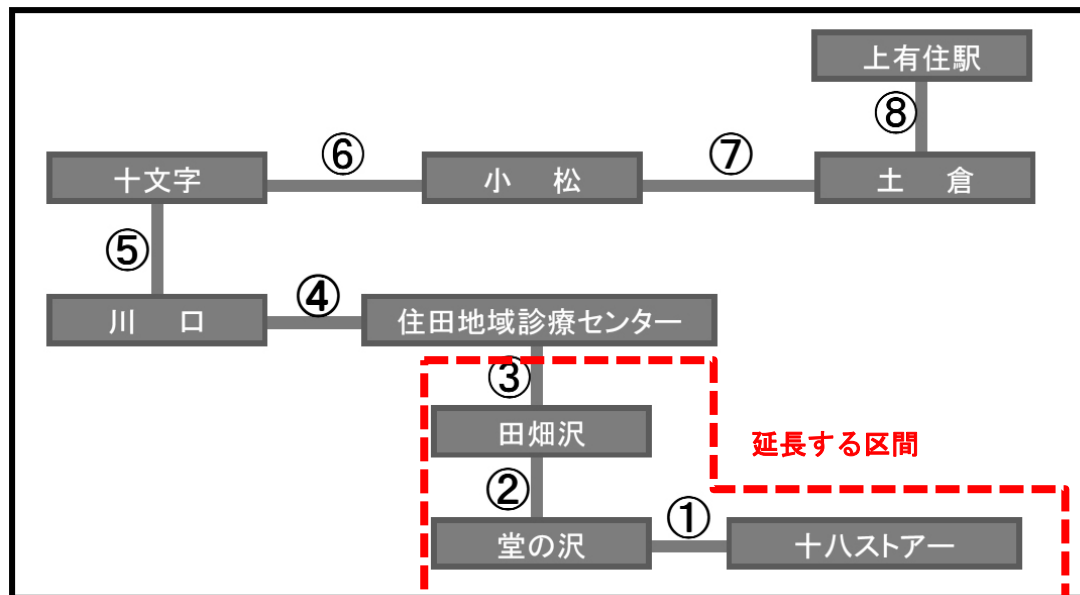 上有住駅
⑧
十文字
⑥
小　松
⑦
土　倉
⑤
川　口
④
住田地域診療センター
③
田畑沢
延長する区間
②
堂の沢
①
十八ストアー